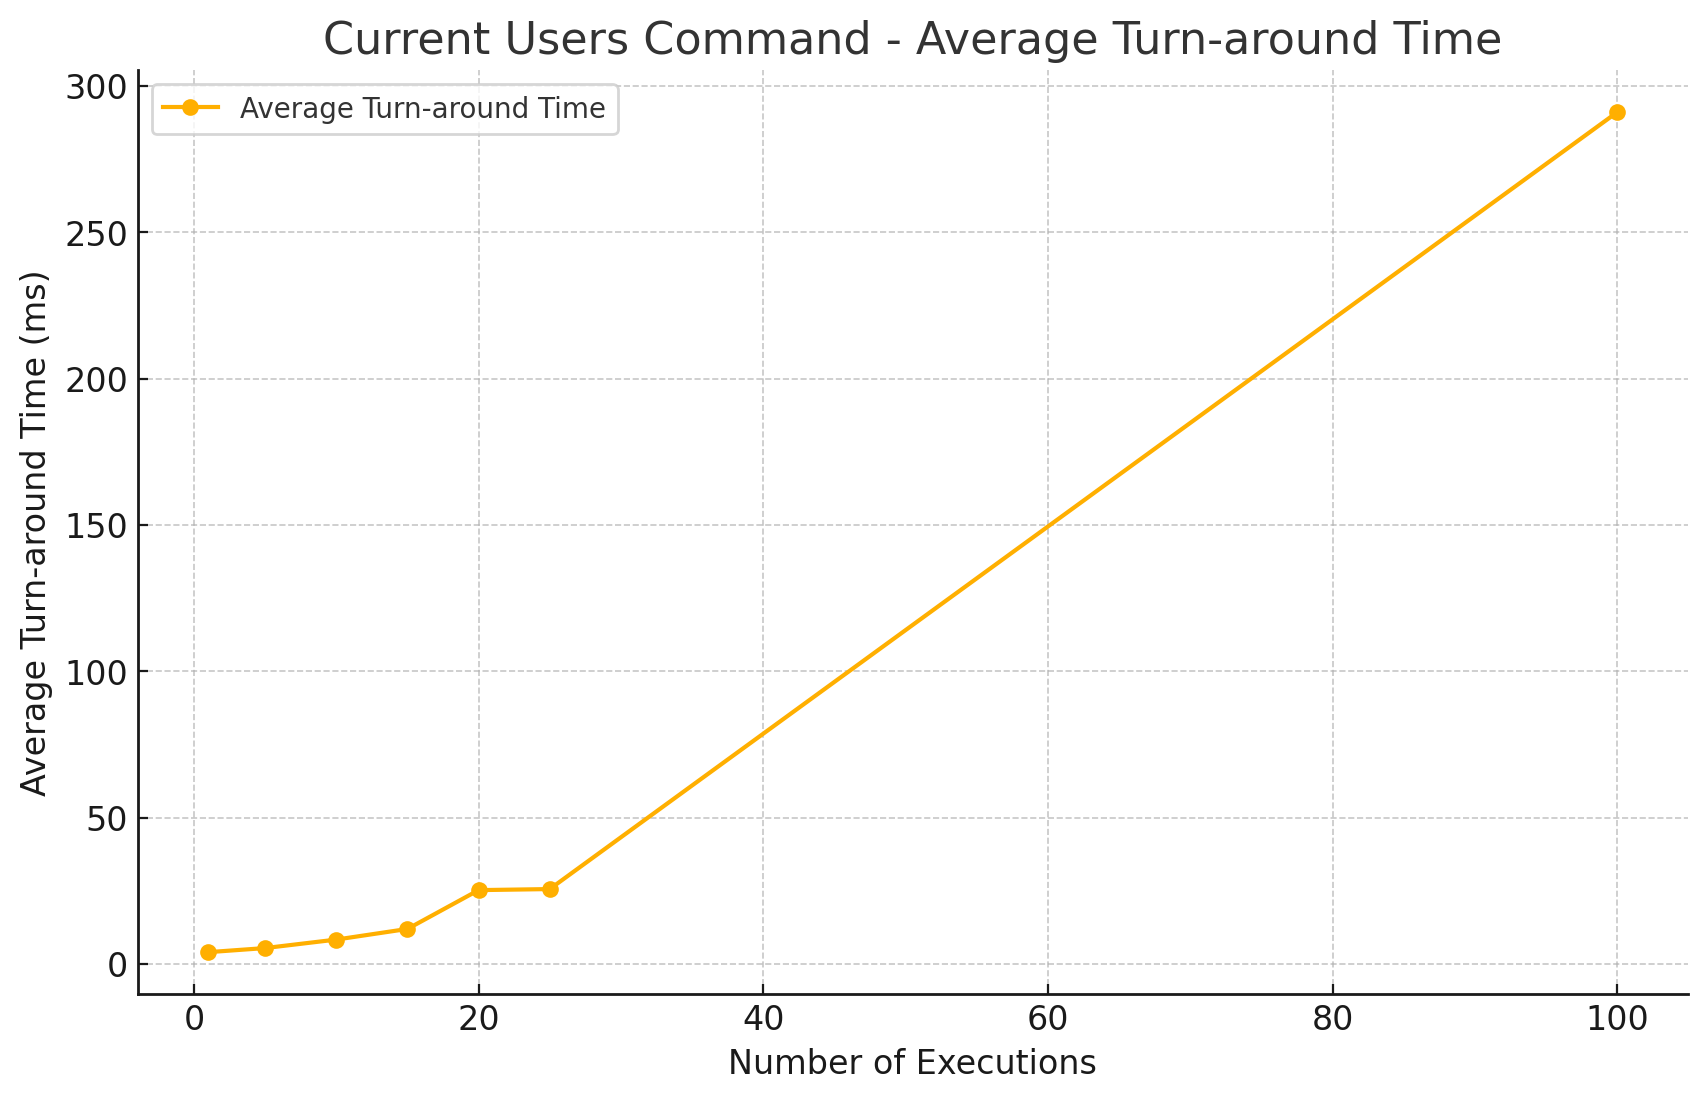 Current Users Command - Average Turn-around Time
Average Turn-around Time
Average Turn-around Time (ms)
300
250
200
150
100
50
0
0 20 40 60 80 100
Number of Executions